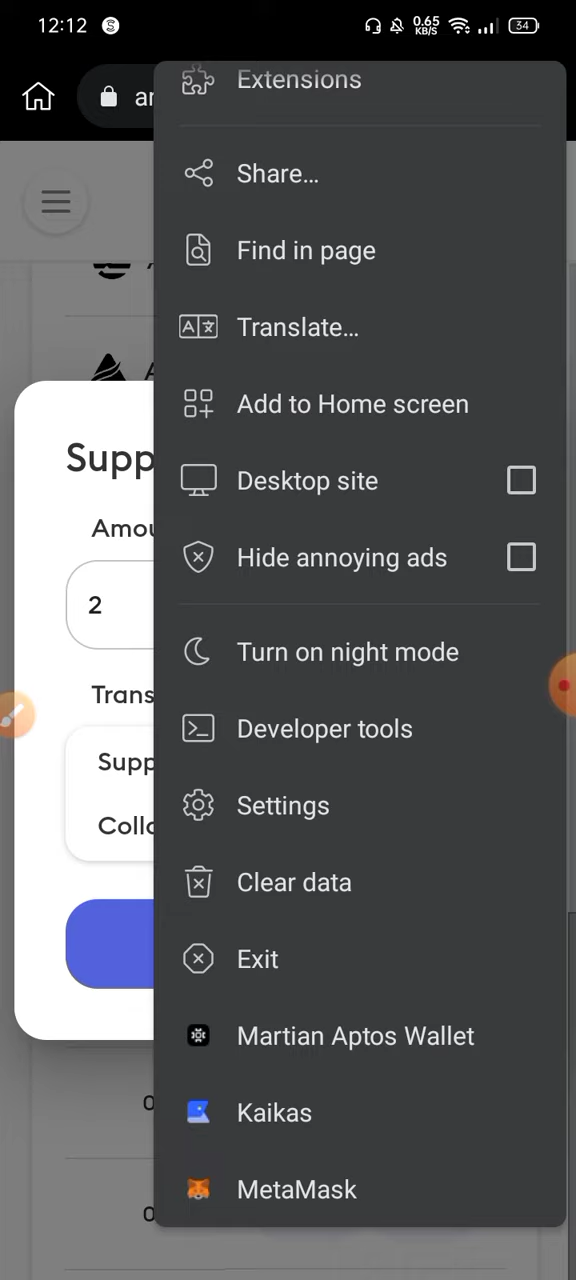 12:12
0.65
KB/S
34
ar
Extensions
Share...
Find in page
Translate...
Add to Home screen
Supp
Desktop site
Amou
Hide annoying ads
2
Turn on night mode
Trans
Developer tools
Supp
Settings
Colla
Clear data
Exit
Martian Aptos Wallet
Kaikas
MetaMask